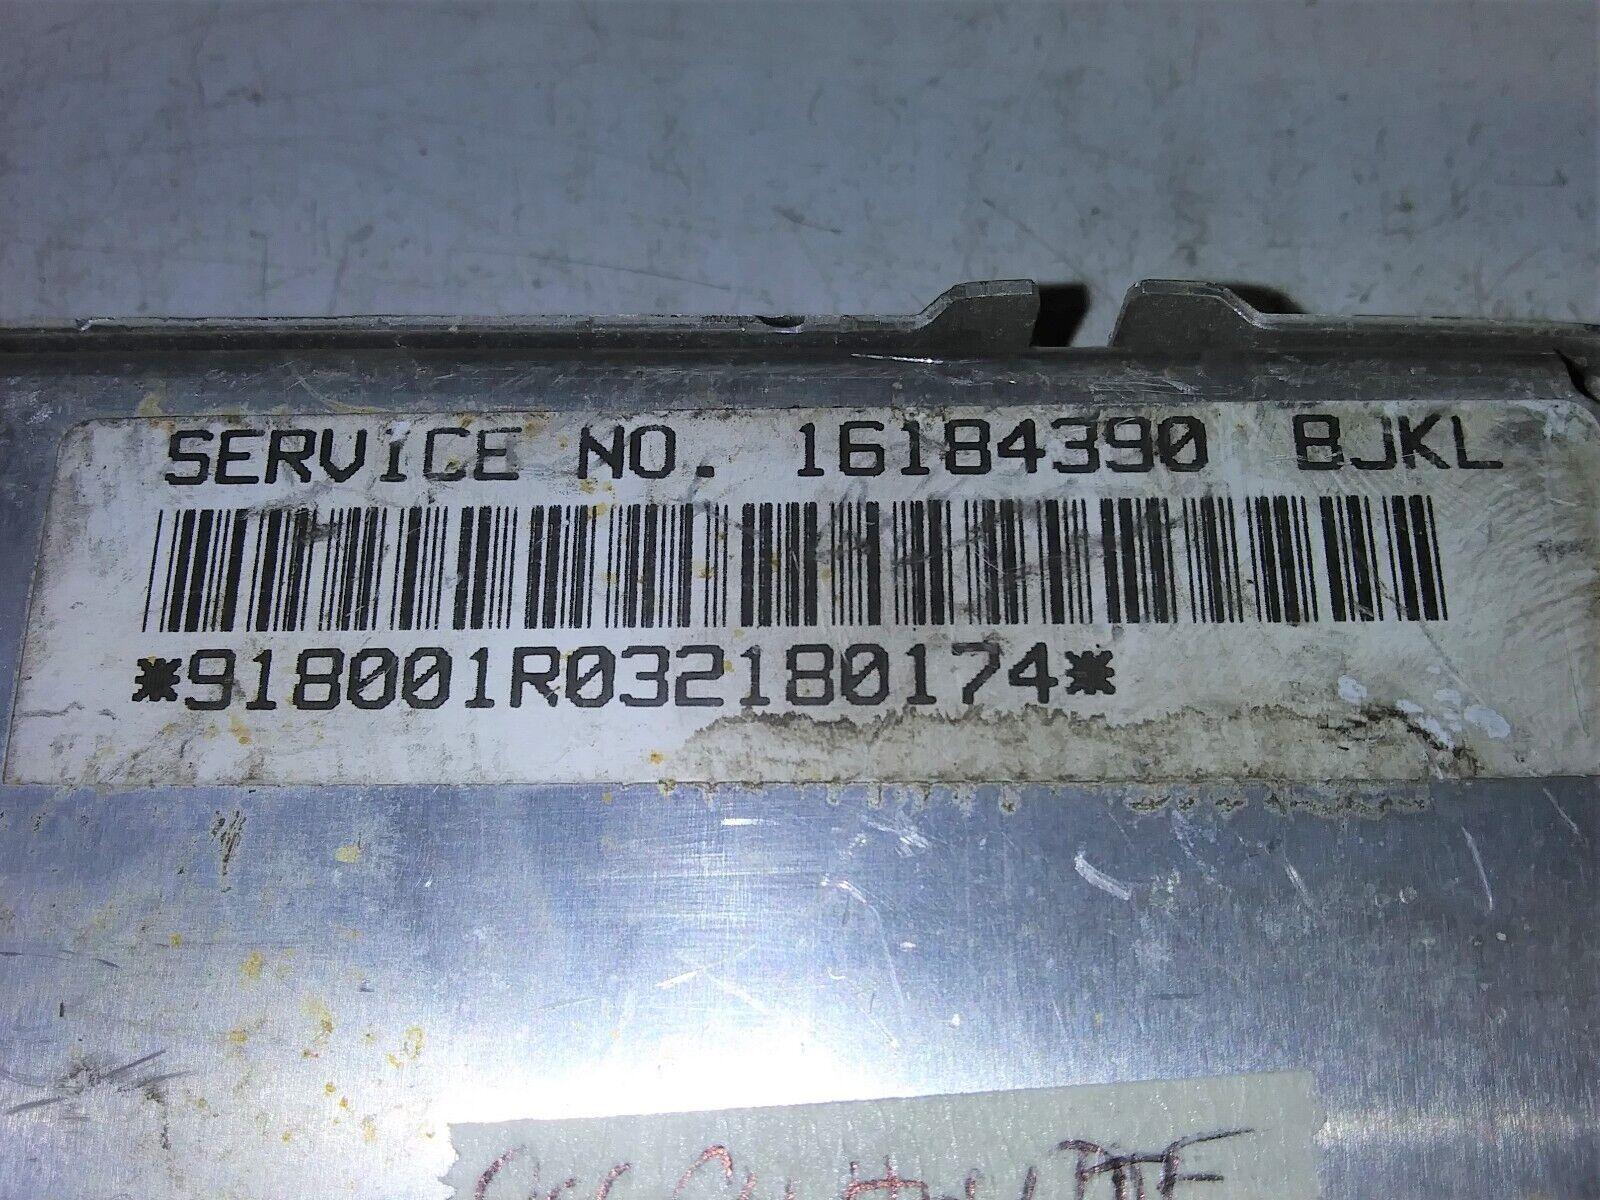 SERVICE NO. 16184390 BJKL
*918001R032180174*